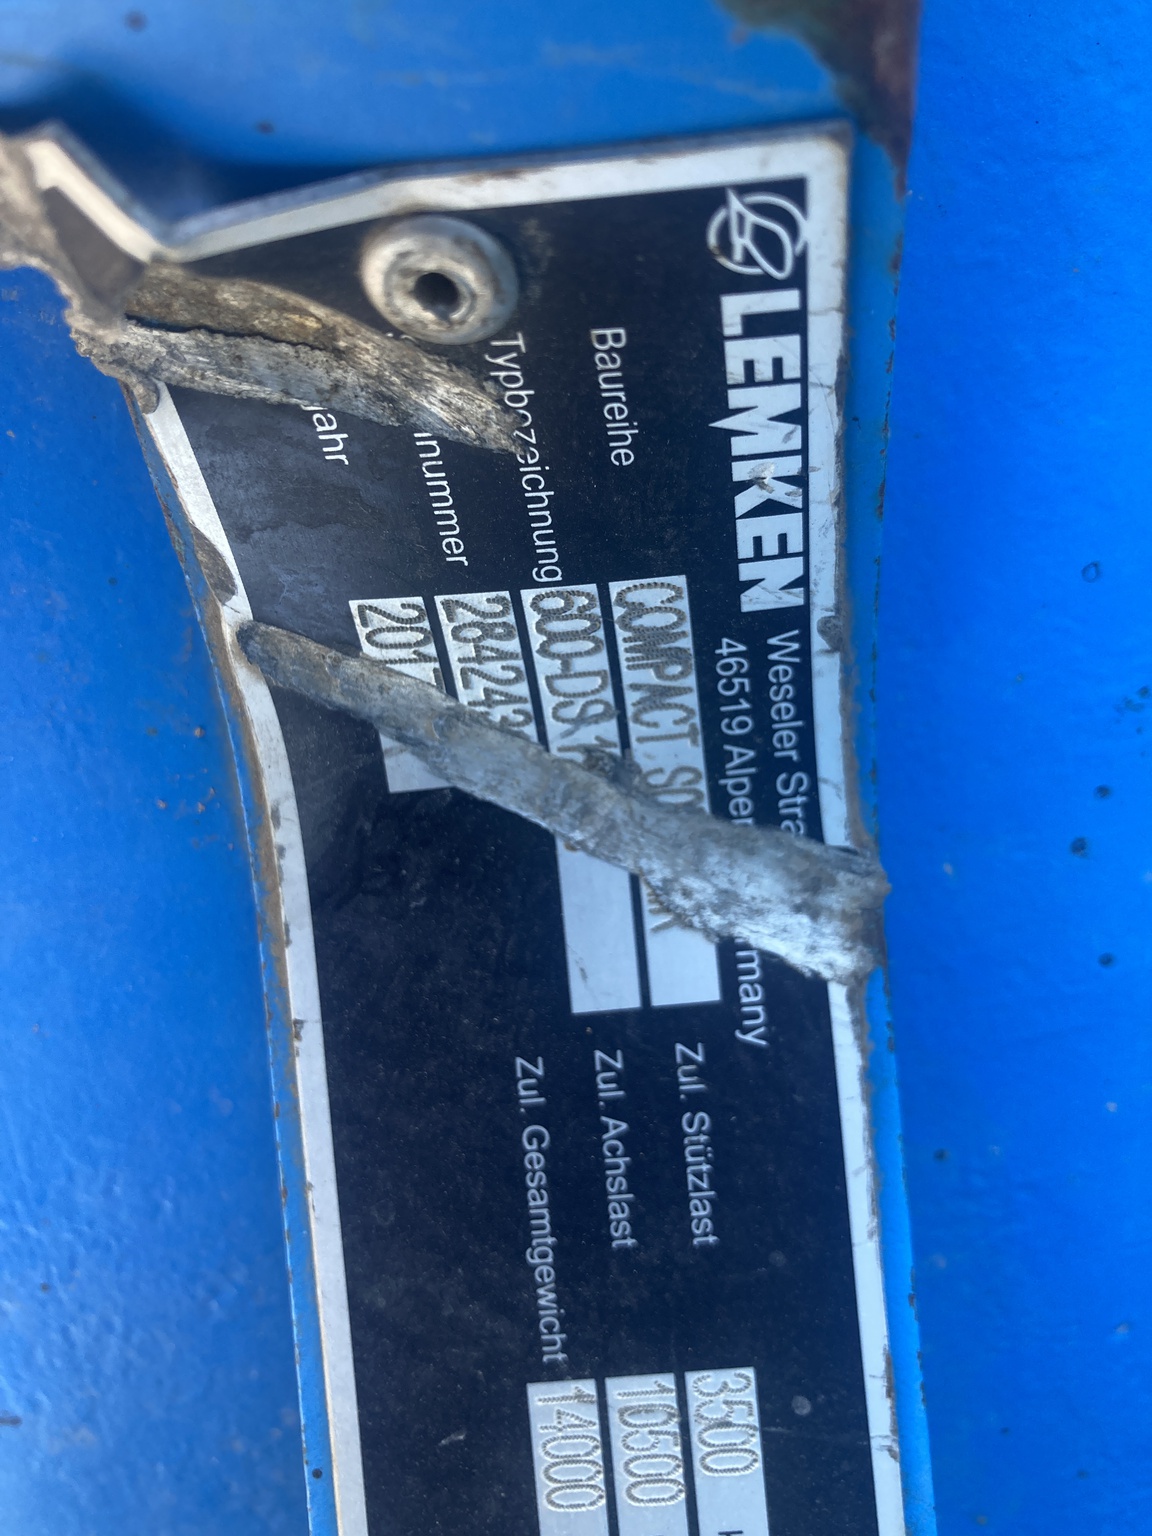 LEMKEN
Weseler Stra
46519 Alpen
many
Baureihe
COMPACT SO
Typbezeichnung
600-DS
nummer
28424
jahr
201
Zul. Stützlast
3500
Zul. Achslast
10500
Zul. Gesamtgewicht
14000